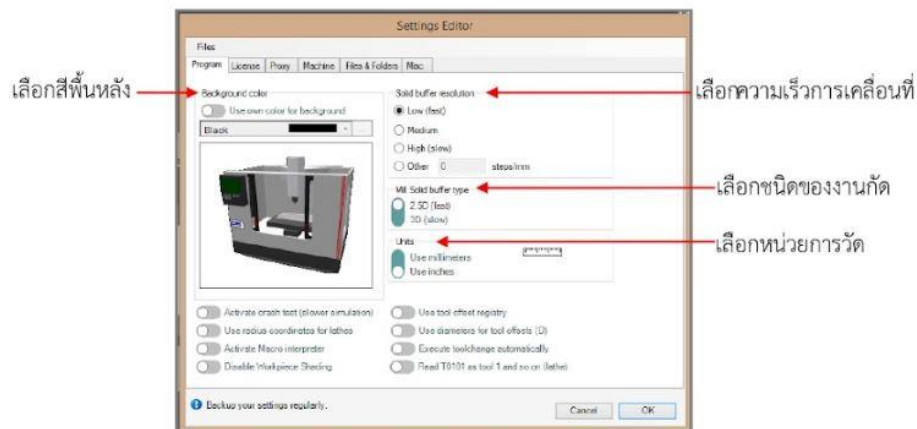 Settings Editor
Files
Program License Proxy Machine Files & Folders Misc
เลือกสีพื้นหลัง
Background color
Use own color for background
Black
...
Solid buffer resolution
เลือกความเร็วการเคลื่อนที่
Low (fast)
Medium
High (slow)
Other 0 steps/mm
Mill Solid buffer type
เลือกชนิดของงานกัด
2.5D (fast)
3D (slow)
Units
เลือกหน่วยการวัด
Use millimeters
Use inches
Activate crash test (slower simulation)
Use radius coordinates for lathes
Activate Macro interpreter
Disable Workpiece Shading
Use tool offset registry
Use diameters for tool offsets (D)
Execute toolchange automatically
Read T0101 as tool 1 and so on (lathe)
Backup your settings regularly.
Cancel
OK